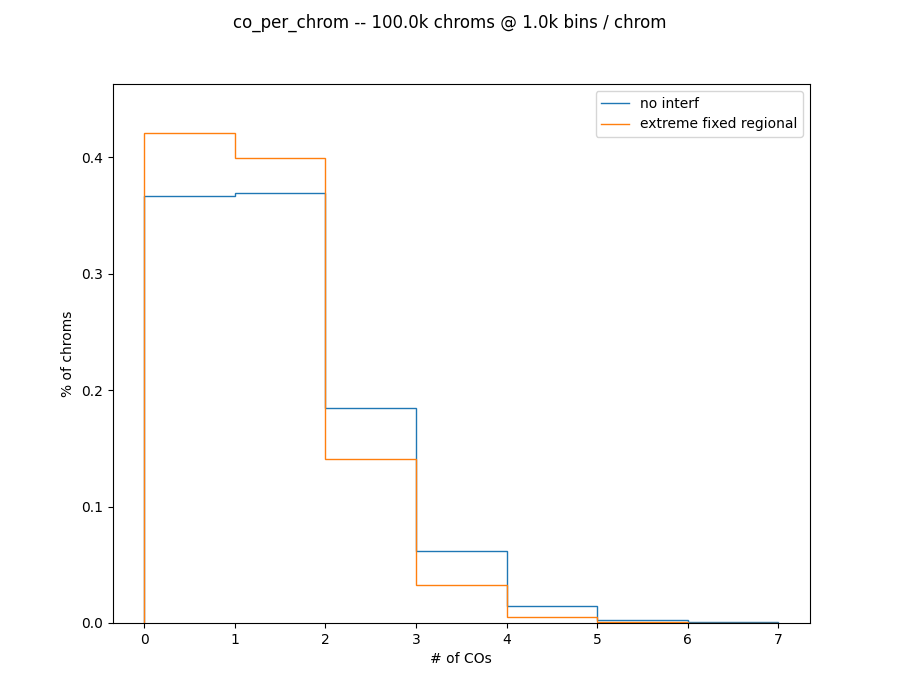 co_per_chrom -- 100.0k chroms @ 1.0k bins / chrom
no interf
extreme fixed regional
0.4
0.3
0.2
0.1
0.0
% of chroms
0 1 2 3 4 5 6 7
# of COs